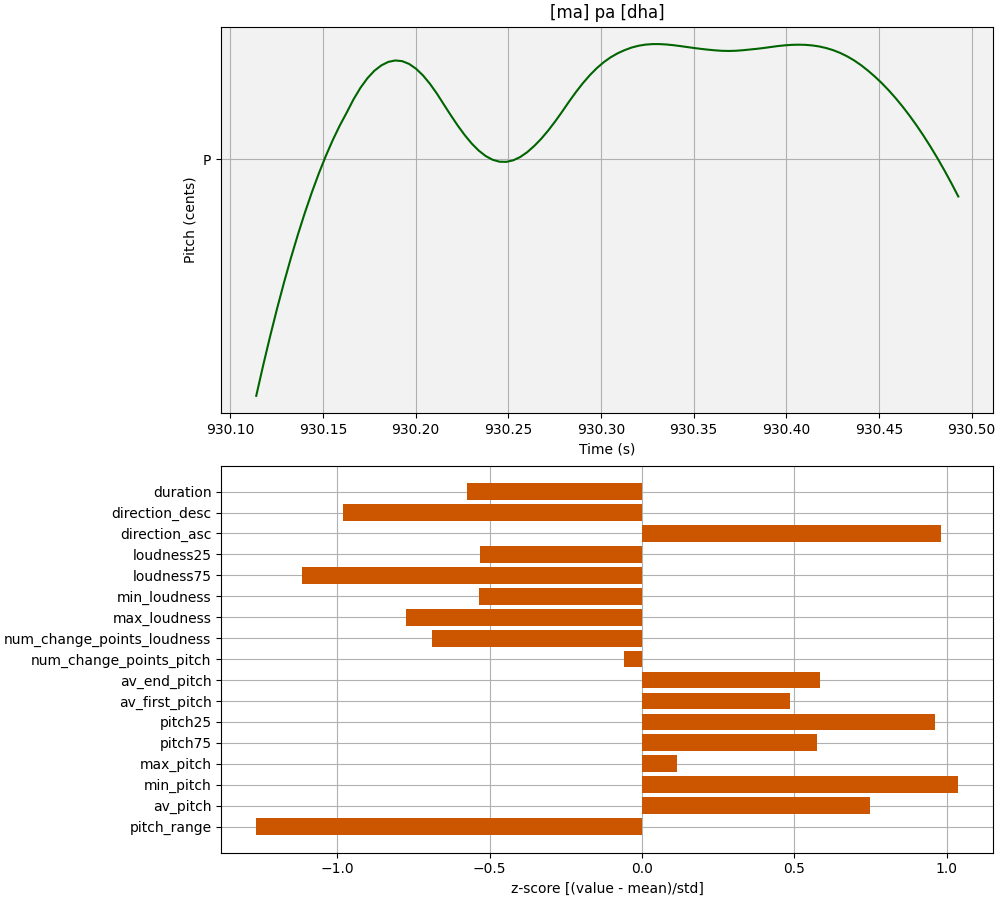 [ma] pa [dha]
P
Pitch (cents)
930.10 930.15 930.20 930.25 930.30 930.35 930.40 930.45 930.50
Time (s)
duration
direction_desc
direction_asc
loudness25
loudness75
min_loudness
max_loudness
num_change_points_loudness
num_change_points_pitch
av_end_pitch
av_first_pitch
pitch25
pitch75
max_pitch
min_pitch
av_pitch
pitch_range
−1.0 −0.5 0.0 0.5 1.0
z-score [(value - mean)/std]